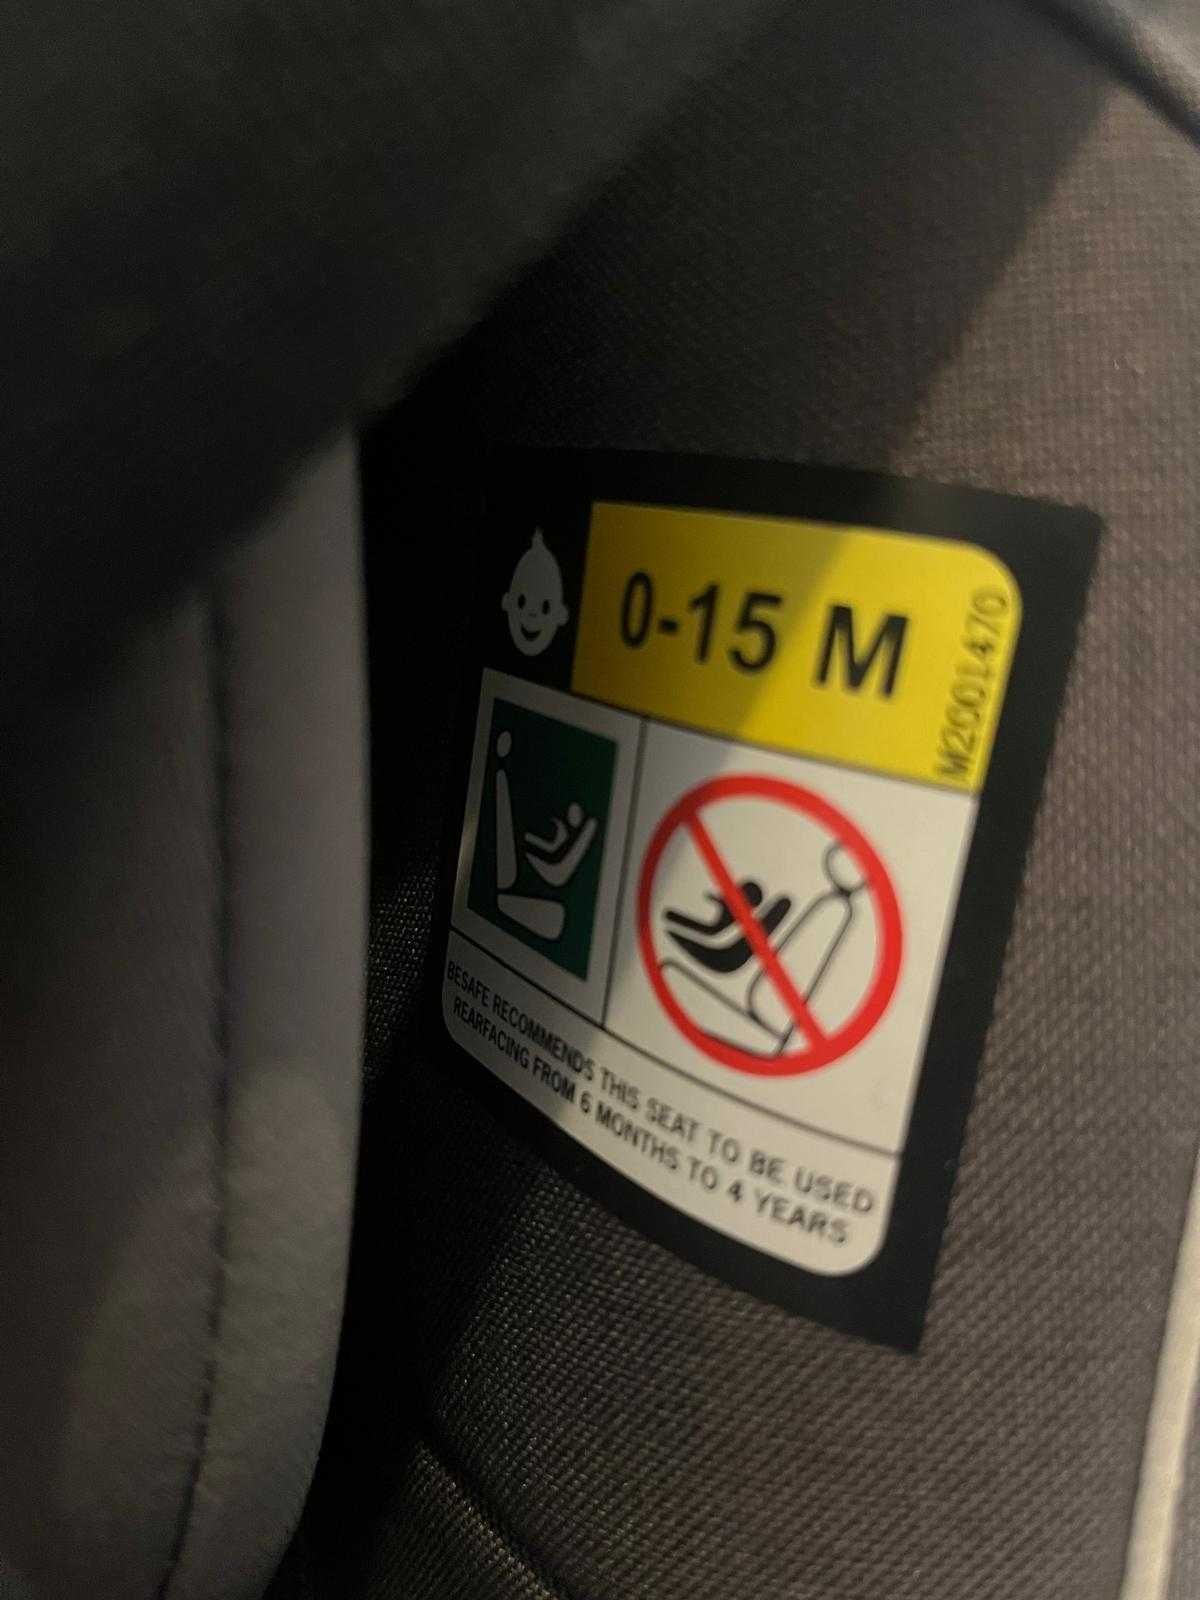 0-15 M
M2001470
BESAFE RECOMMENDS THIS SEAT TO BE USED
REARFACING FROM 6 MONTHS TO 4 YEARS